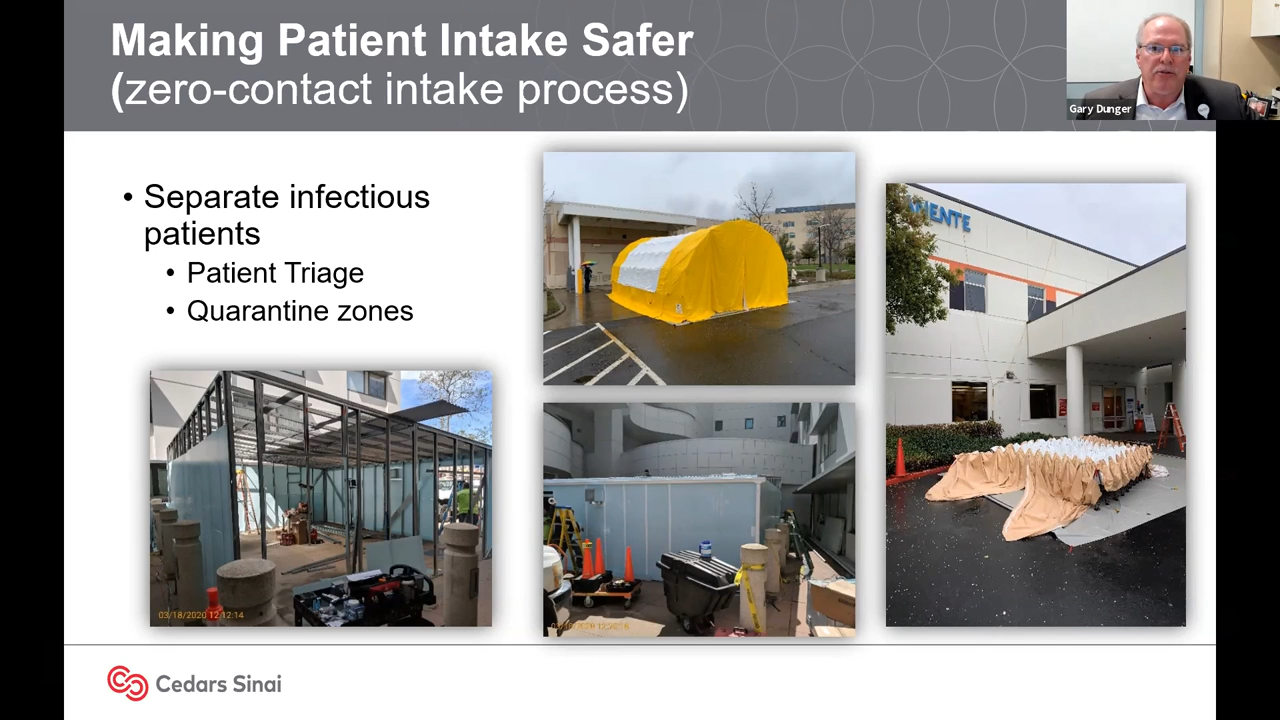 Making Patient Intake Safer
(zero-contact intake process)
Gary Dunger
• Separate infectious
patients
• Patient Triage
• Quarantine zones
03/18/2020 12:12:14
Cedars Sinai